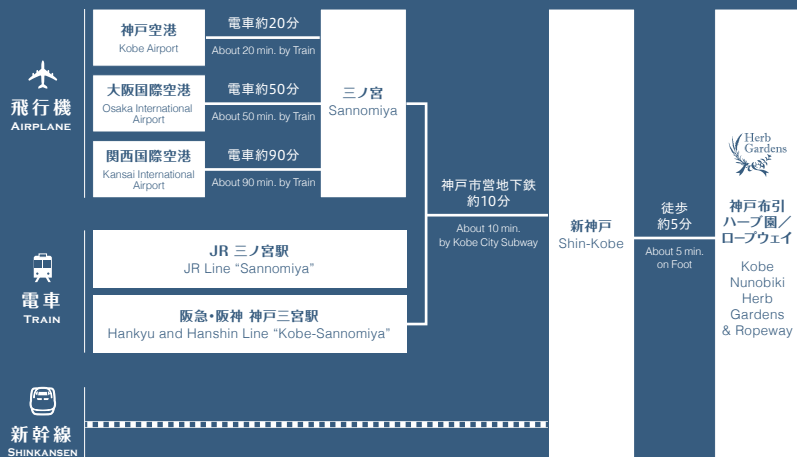 飛行機
AIRPLANE
神戸空港
Kobe Airport
電車約20分
About 20 min. by Train
大阪国際空港
Osaka International
Airport
電車約50分
About 50 min. by Train
関西国際空港
Kansai International
Airport
電車約90分
About 90 min. by Train
三ノ宮
Sannomiya
電車
TRAIN
JR 三ノ宮駅
JR Line “Sannomiya”
阪急・阪神 神戸三宮駅
Hankyu and Hanshin Line “Kobe-Sannomiya”
神戸市営地下鉄
約10分
About 10 min.
by Kobe City Subway
新幹線
SHINKANSEN
新神戸
Shin-Kobe
徒歩
約5分
About 5 min.
on Foot
Herb
Gardens
神戸布引
ハーブ園／
ロープウェイ
Kobe
Nunobiki
Herb
Gardens
& Ropeway